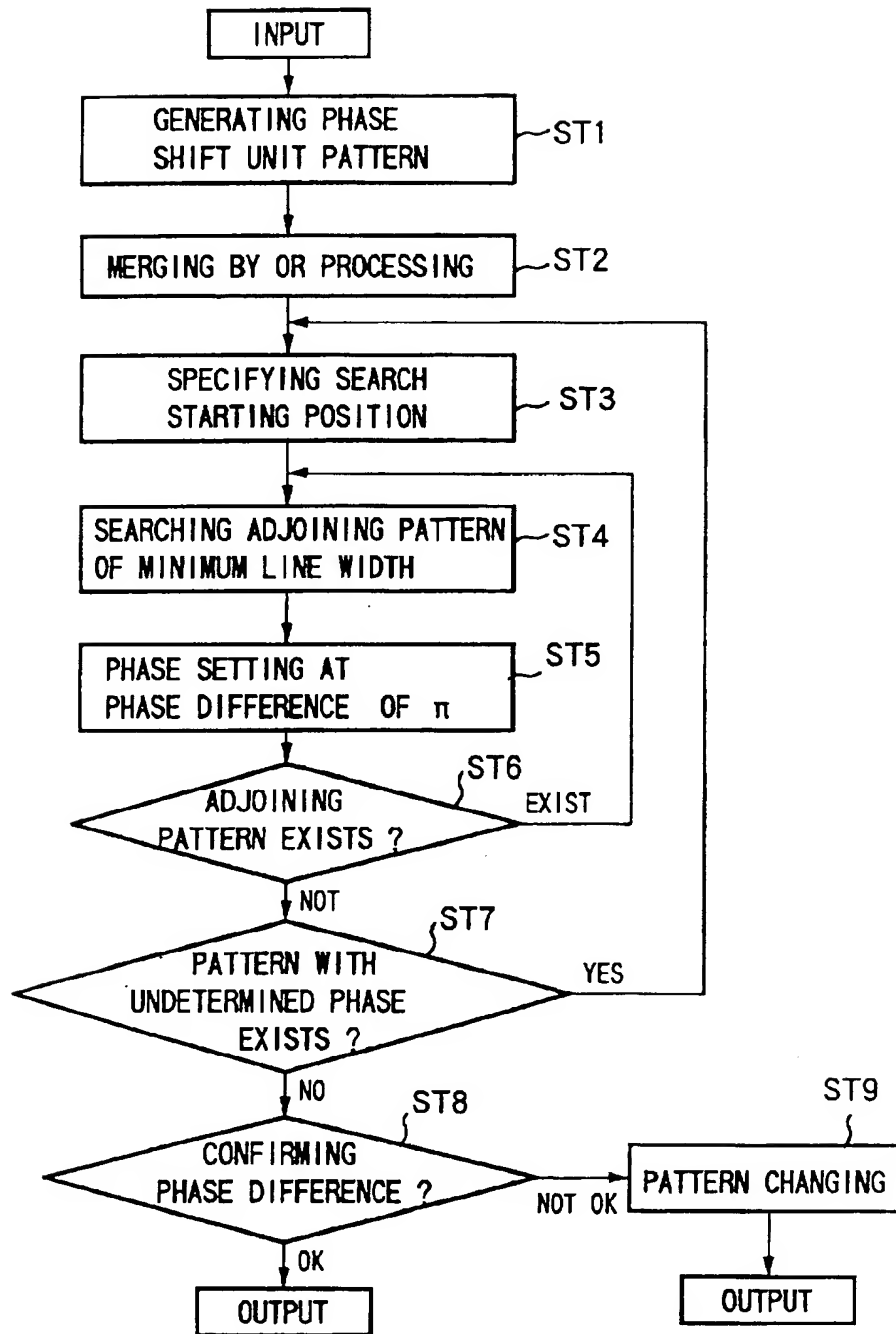 INPUT
GENERATING PHASE
SHIFT UNIT PATTERN
ST1
MERGING BY OR PROCESSING
ST2
SPECIFYING SEARCH
STARTING POSITION
ST3
SEARCHING ADJOINING PATTERN
OF MINIMUM LINE WIDTH
ST4
PHASE SETTING AT
PHASE DIFFERENCE OF π
ST5
ST6
ADJOINING
PATTERN EXISTS ?
EXIST
NOT
ST7
PATTERN WITH
UNDETERMINED PHASE
EXISTS ?
YES
NO
ST8
CONFIRMING
PHASE DIFFERENCE ?
NOT OK
ST9
PATTERN CHANGING
OK
OUTPUT
OUTPUT